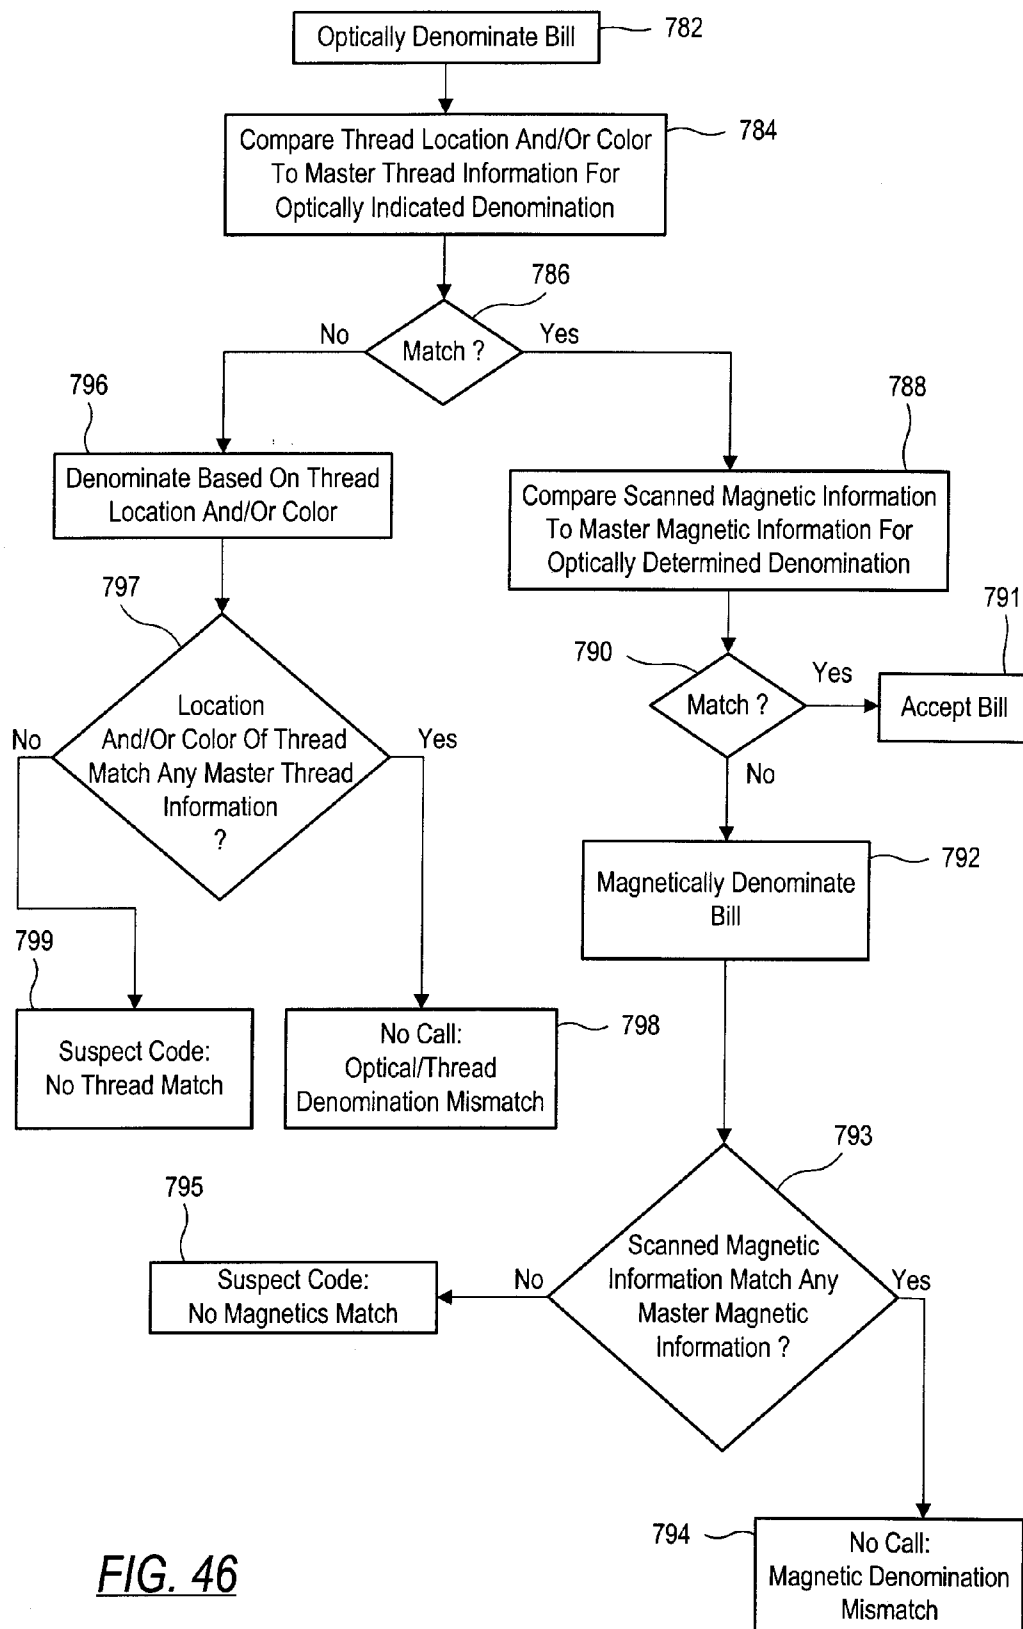 Optically Denominate Bill
782
Compare Thread Location And/Or Color
To Master Thread Information For
Optically Indicated Denomination
784
786
No
Match ?
Yes
796
Denominate Based On Thread
Location And/Or Color
788
Compare Scanned Magnetic Information
To Master Magnetic Information For
Optically Determined Denomination
797
Location
And/Or Color Of Thread
Match Any Master Thread
Information
?
No
Yes
790
Match ?
Yes
No
791
Accept Bill
792
Magnetically Denominate
Bill
799
Suspect Code:
No Thread Match
798
No Call:
Optical/Thread
Denomination Mismatch
793
Scanned Magnetic
Information Match Any
Master Magnetic
Information ?
No
Yes
795
Suspect Code:
No Magnetics Match
794
No Call:
Magnetic Denomination
Mismatch
FIG. 46